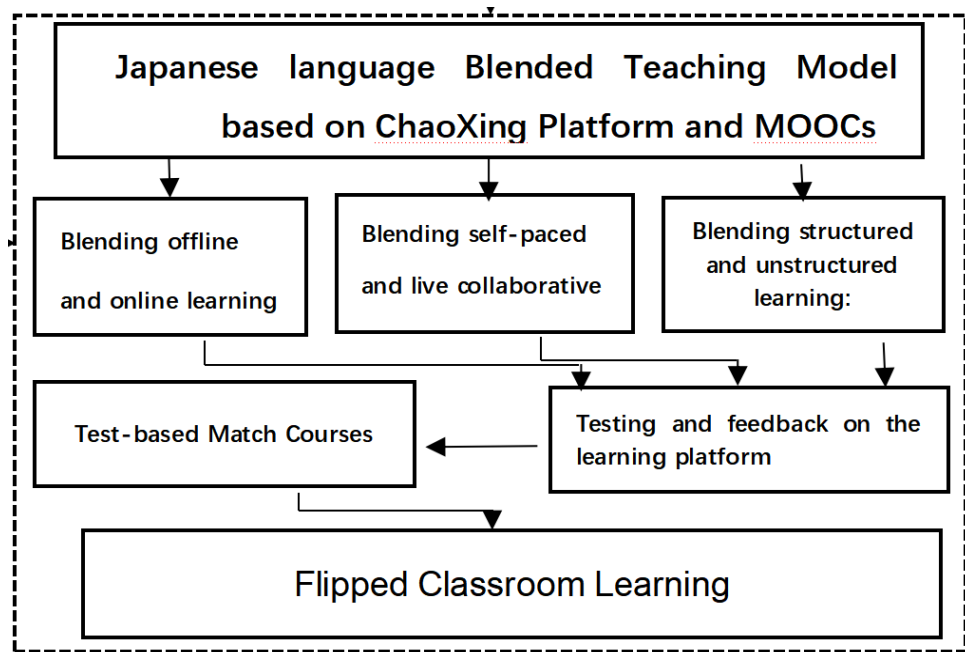 Japanese language Blended Teaching Model
based on ChaoXing Platform and MOOCs
Blending offline
and online learning
Blending self-paced
and live collaborative
Blending structured
and unstructured
learning:
Test-based Match Courses
Testing and feedback on the
learning platform
Flipped Classroom Learning